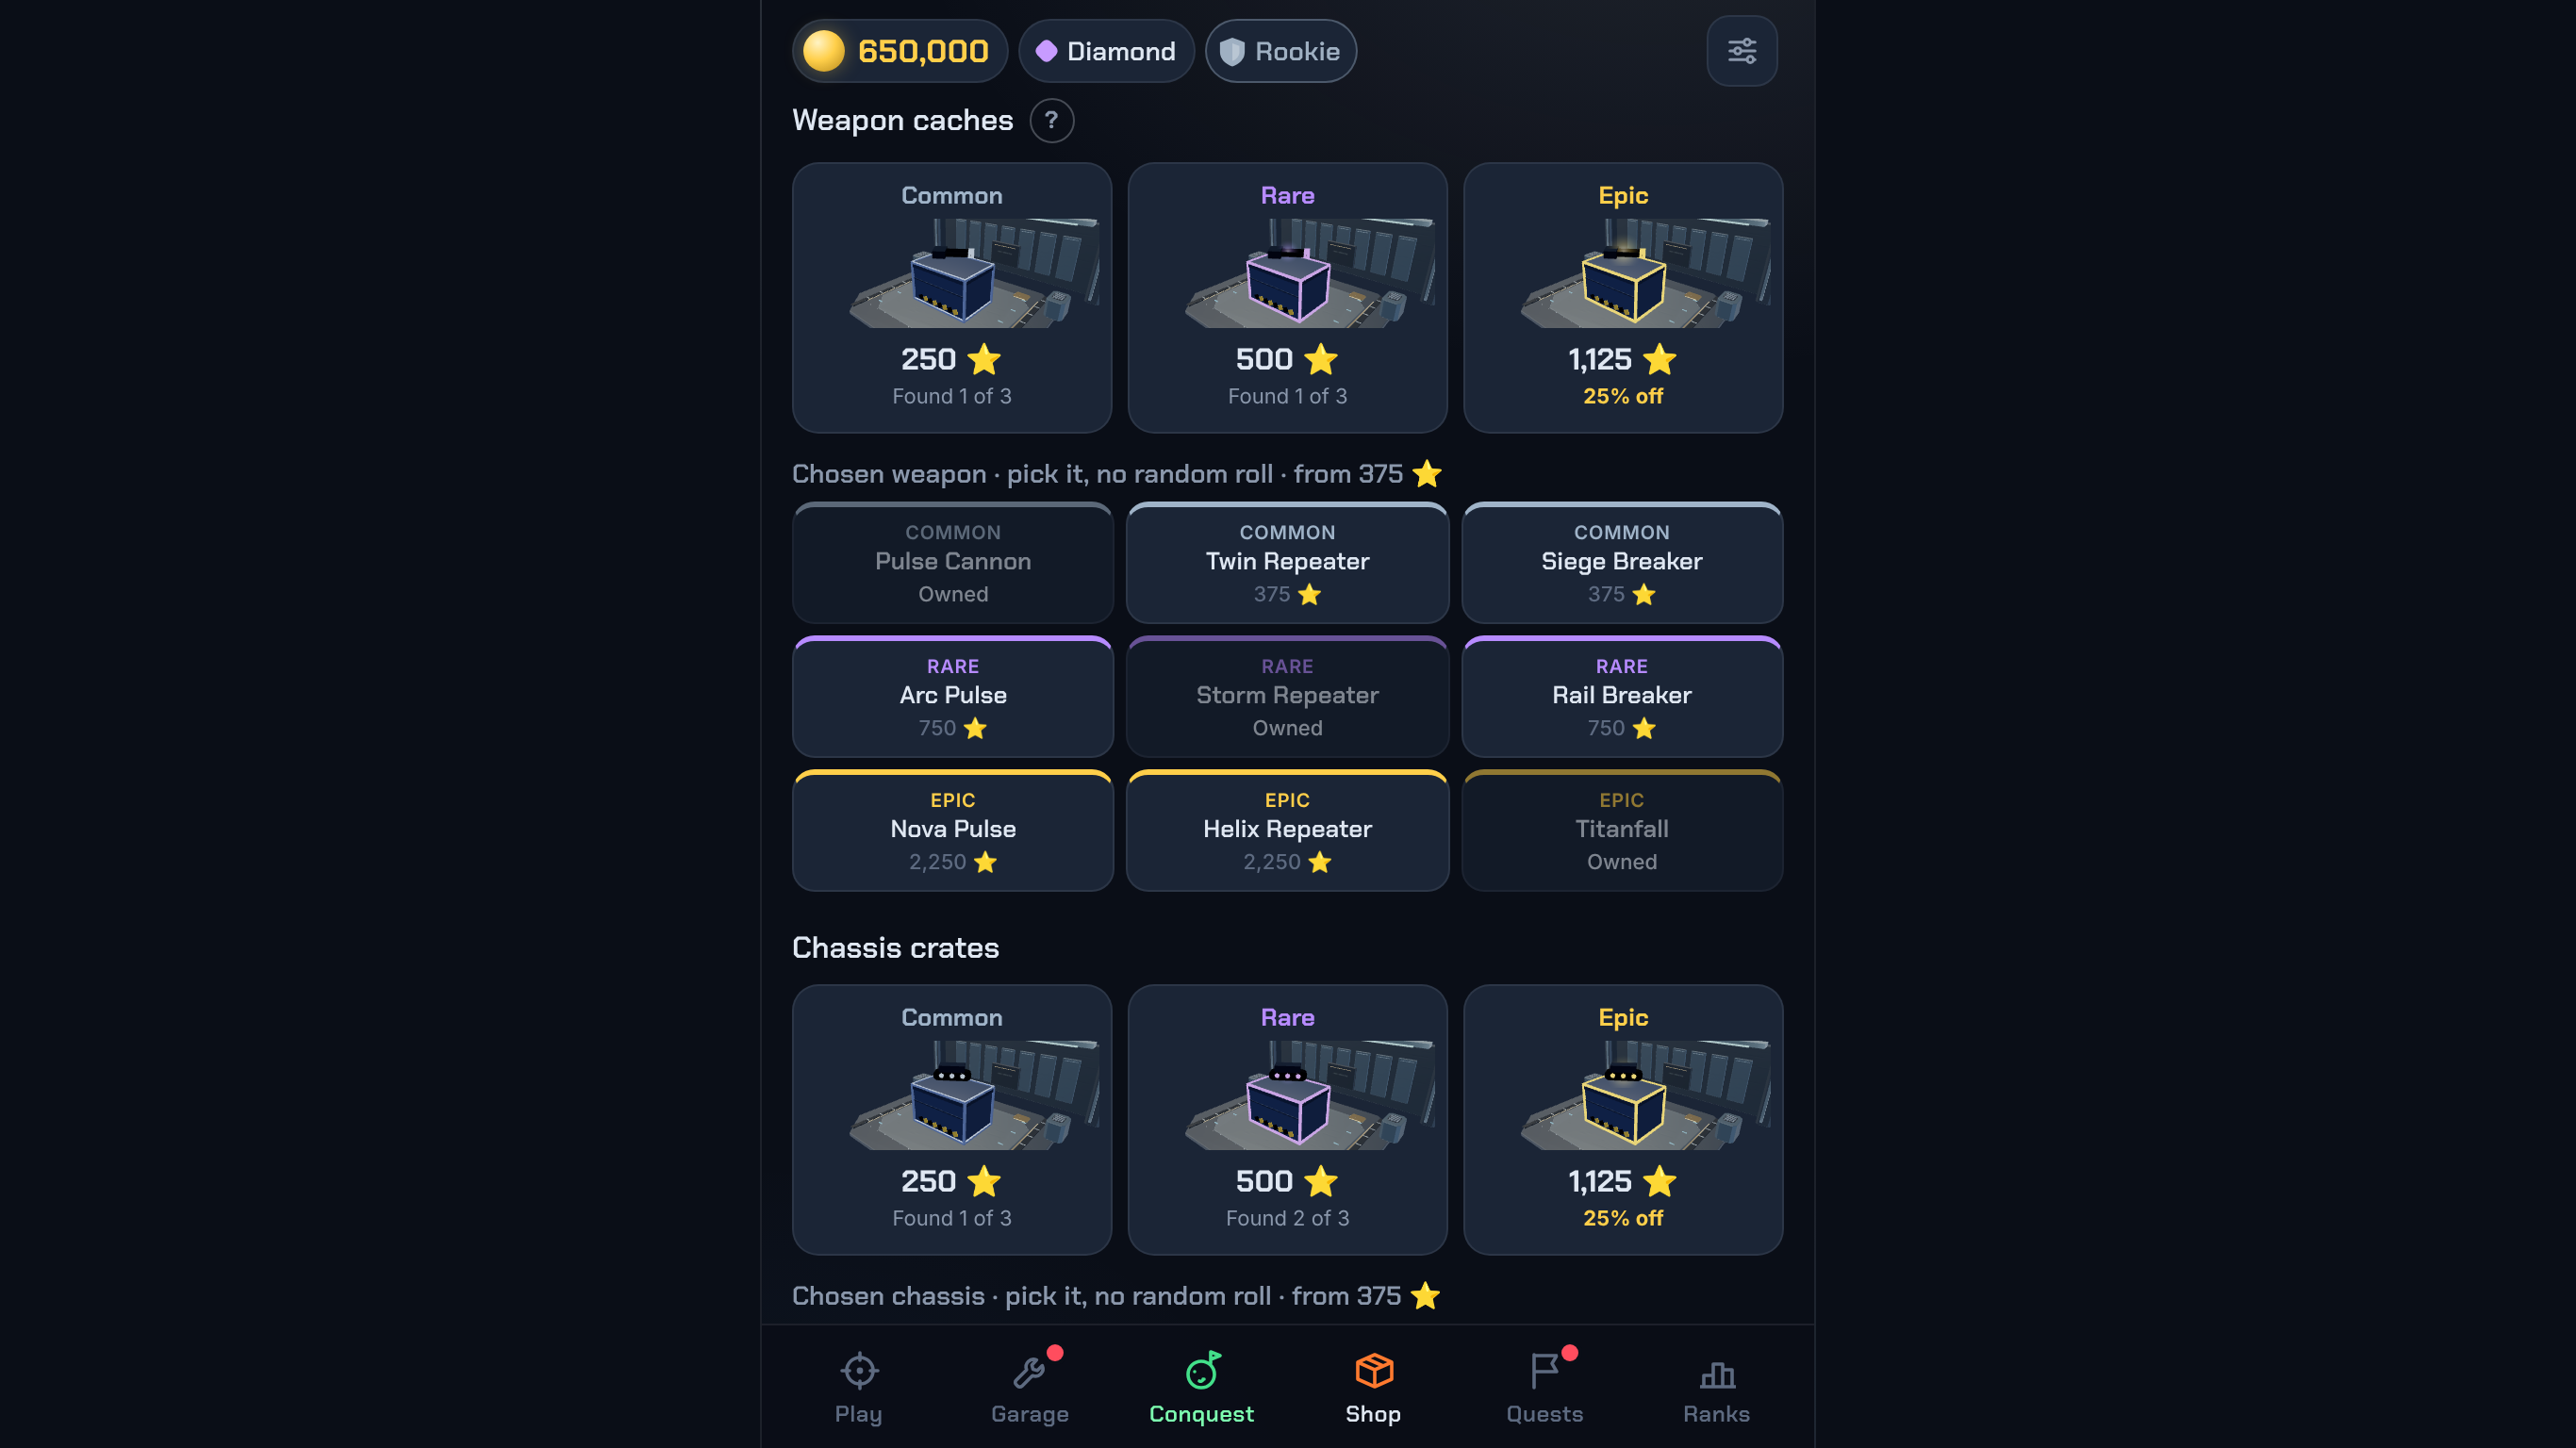 650,000 Diamond Rookie
Weapon caches ?
Common Rare Epic
250 ⭐ 500 ⭐ 1,125 ⭐
Found 1 of 3 Found 1 of 3 25% off
Chosen weapon · pick it, no random roll · from 375 ⭐
COMMON COMMON COMMON
Pulse Cannon Twin Repeater Siege Breaker
Owned 375 ⭐ 375 ⭐
RARE RARE RARE
Arc Pulse Storm Repeater Rail Breaker
750 ⭐ Owned 750 ⭐
EPIC EPIC EPIC
Nova Pulse Helix Repeater Titanfall
2,250 ⭐ 2,250 ⭐ Owned
Chassis crates
Common Rare Epic
250 ⭐ 500 ⭐ 1,125 ⭐
Found 1 of 3 Found 2 of 3 25% off
Chosen chassis · pick it, no random roll · from 375 ⭐
Play Garage Conquest Shop Quests Ranks